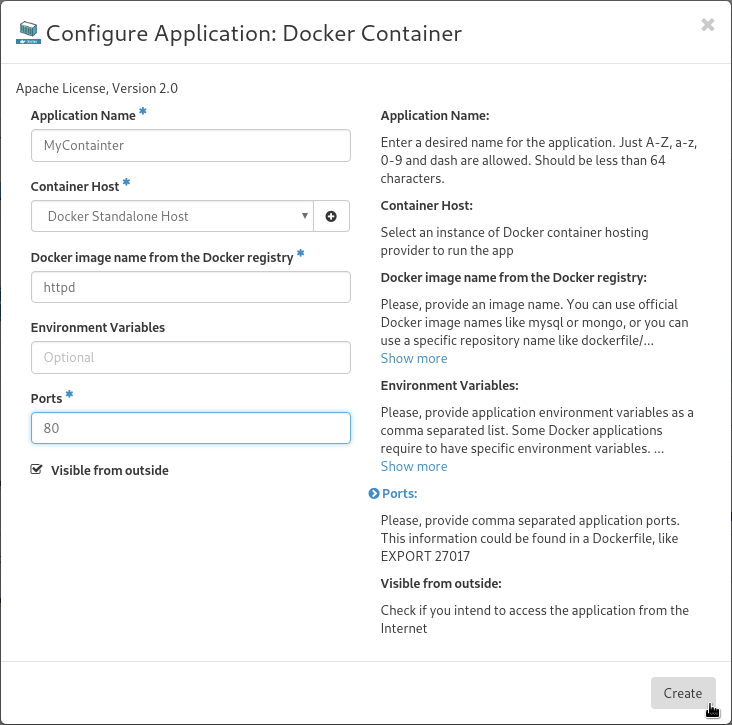 Configure Application: Docker Container
×
Apache License, Version 2.0
Application Name *
MyContainter
Container Host *
Docker Standalone Host
Docker image name from the Docker registry *
httpd
Environment Variables
Optional
Ports *
80
Visible from outside
Application Name:
Enter a desired name for the application. Just A-Z, a-z,
0-9 and dash are allowed. Should be less than 64
characters.
Container Host:
Select an instance of Docker container hosting
provider to run the app
Docker image name from the Docker registry:
Please, provide an image name. You can use official
Docker image names like mysql or mongo, or you can
use a specific repository name like dockerfile/...
Show more
Environment Variables:
Please, provide application environment variables as a
comma separated list. Some Docker applications
require to have specific environment variables. ...
Show more
Ports:
Please, provide comma separated application ports.
This information could be found in a Dockerfile, like
EXPORT 27017
Visible from outside:
Check if you intend to access the application from the
Internet
Create